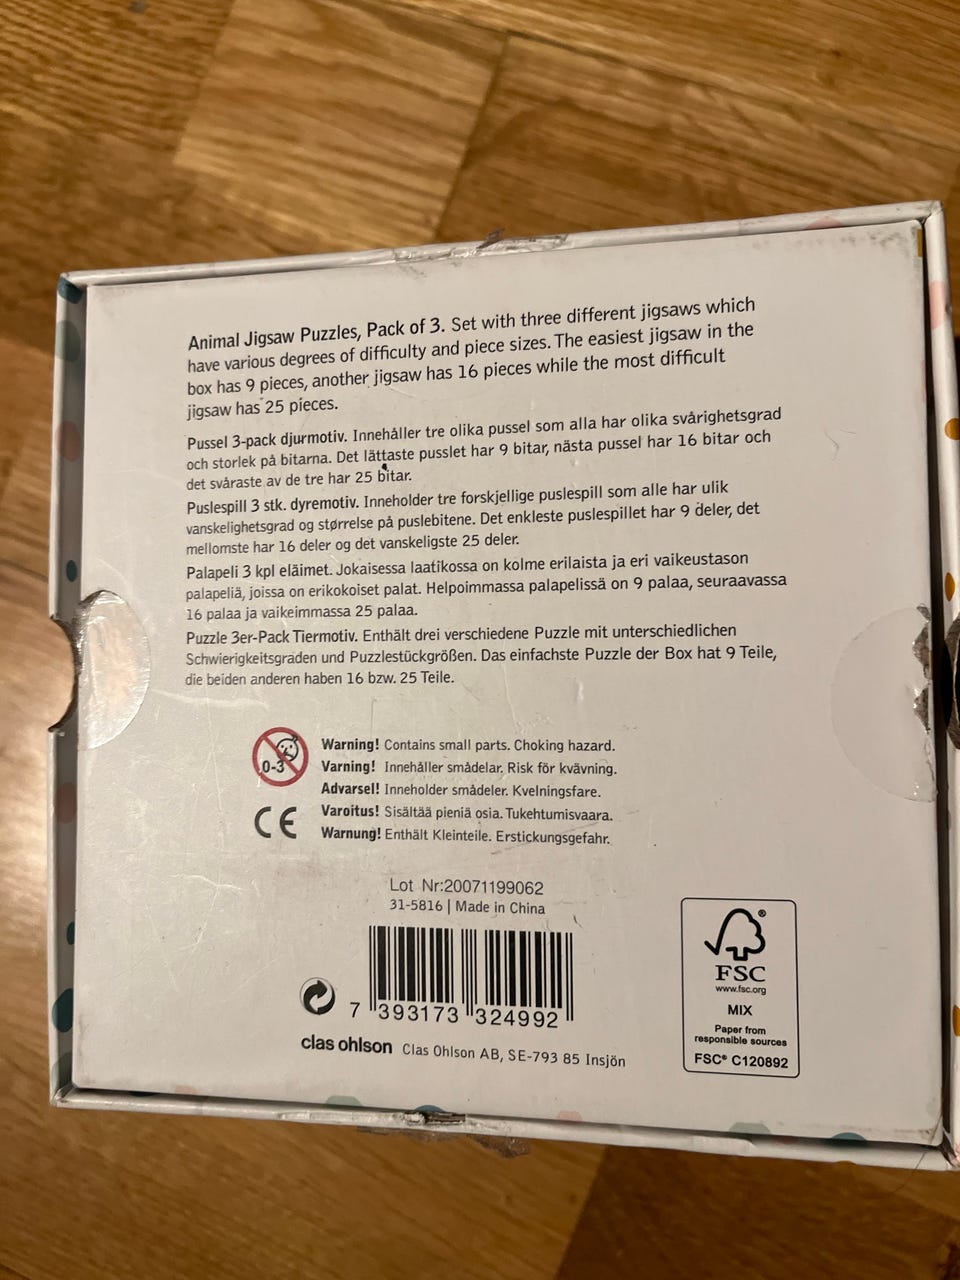 Animal Jigsaw Puzzles, Pack of 3. Set with three different jigsaws which
have various degrees of difficulty and piece sizes. The easiest jigsaw in the
box has 9 pieces, another jigsaw has 16 pieces while the most difficult
jigsaw has 25 pieces.
Pussel 3-pack djurmotiv. Innehåller tre olika pussel som alla har olika svårighetsgrad
och storlek på bitarna. Det lättaste pusslet har 9 bitar, nästa pussel har 16 bitar och
det svåraste av de tre har 25 bitar.
Puslespill 3 stk. dyremotiv. Inneholder tre forskjellige puslespill som alle har ulik
vanskelighetsgrad og størrelse på puslebitene. Det enkleste puslespillet har 9 deler, det
mellomste har 16 deler og det vanskeligste 25 deler.
Palapeli 3 kpl eläimet. Jokaisessa laatikossa on kolme erilaista ja eri vaikeustason
palapeliä, joissa on erikokoiset palat. Helpoimmassa palapelissä on 9 palaa, seuraavassa
16 palaa ja vaikeimmassa 25 palaa.
Puzzle 3er-Pack Tiermotiv. Enthält drei verschiedene Puzzle mit unterschiedlichen
Schwierigkeitsgraden und Puzzlestückgrößen. Das einfachste Puzzle der Box hat 9 Teile,
die beiden anderen haben 16 bzw. 25 Teile.
0-3
Warning! Contains small parts. Choking hazard.
Varning! Innehåller smådelar. Risk för kvävning.
Advarsel! Inneholder smådeler. Kvelningsfare.
Varoitus! Sisältää pieniä osia. Tukehtumisvaara.
Warnung! Enthält Kleinteile. Erstickungsgefahr.
CE
Lot Nr:20071199062
31-5816 | Made in China
7 393173 324992
clas ohlson Clas Ohlson AB, SE-793 85 Insjön
®
FSC
www.fsc.org
MIX
Paper from
responsible sources
FSC® C120892